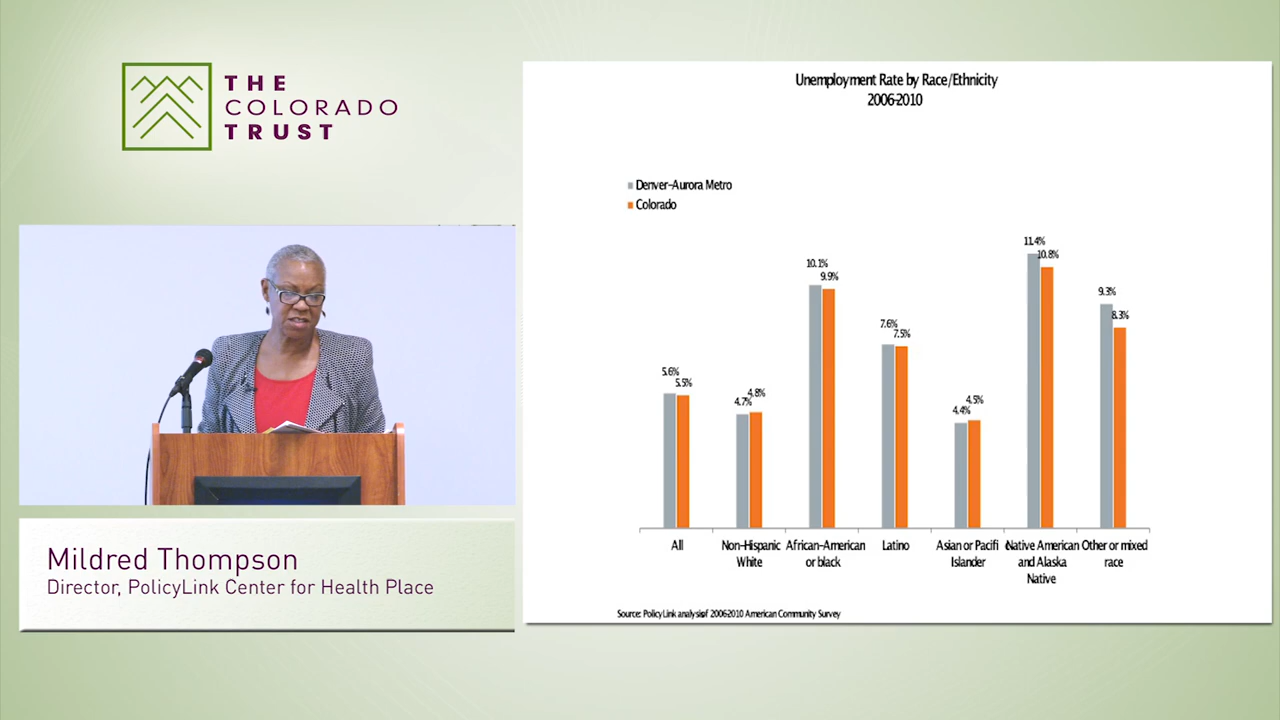 THE
COLORADO
TRUST
Mildred Thompson
Director, PolicyLink Center for Health Place
Unemployment Rate by Race/Ethnicity
2006-2010
Denver-Aurora Metro
Colorado
5.6%
5.5%
4.7%
4.8%
10.1%
9.9%
7.6%
7.5%
4.4%
4.5%
11.4%
10.8%
9.3%
8.3%
All
Non-Hispanic
White
African-American
or black
Latino
Asian or Pacifi
Islander
Native American
and Alaska
Native
Other or mixed
race
Source: PolicyLink analysis of 2006-2010 American Community Survey